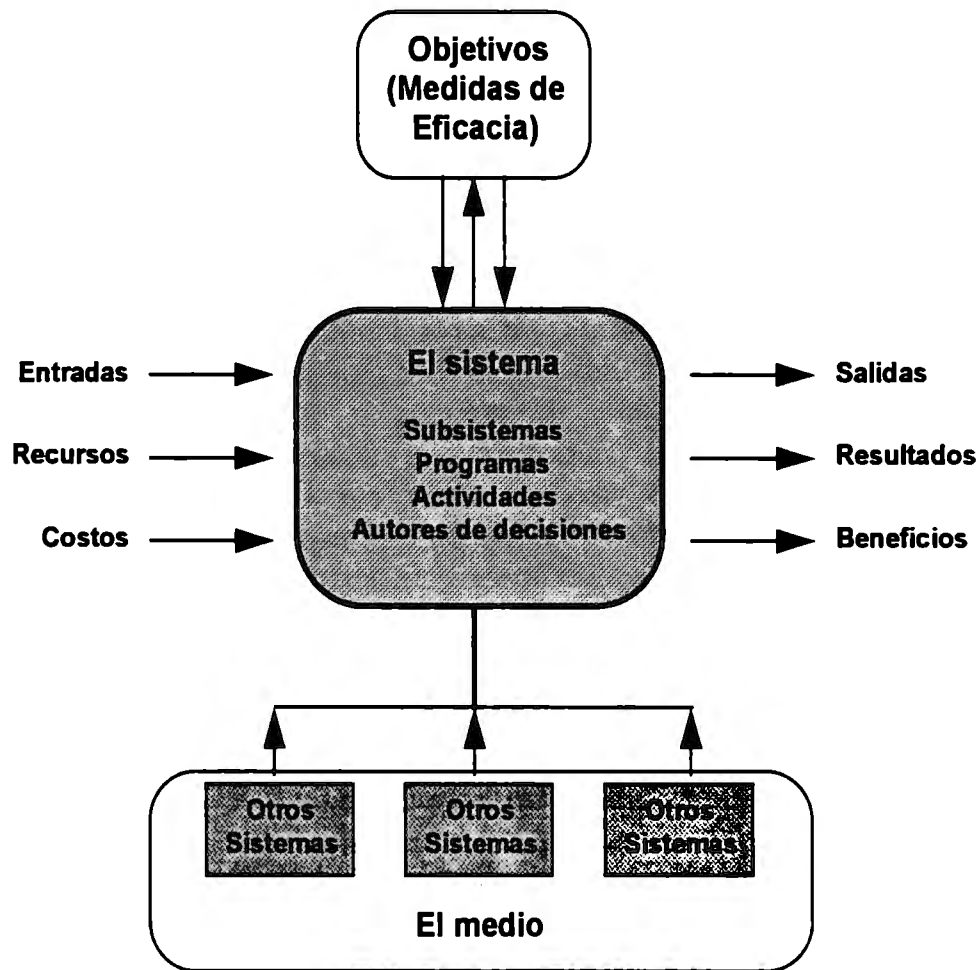 Objetivos
(Medidas de
Eficacia)
El sistema
Subsistemas
Programas
Actividades
Autores de decisiones
Entradas
Recursos
Costos
Salidas
Resultados
Beneficios
Otros
Sistemas
Otros
Sistemas
Otros
Sistemas
El medio